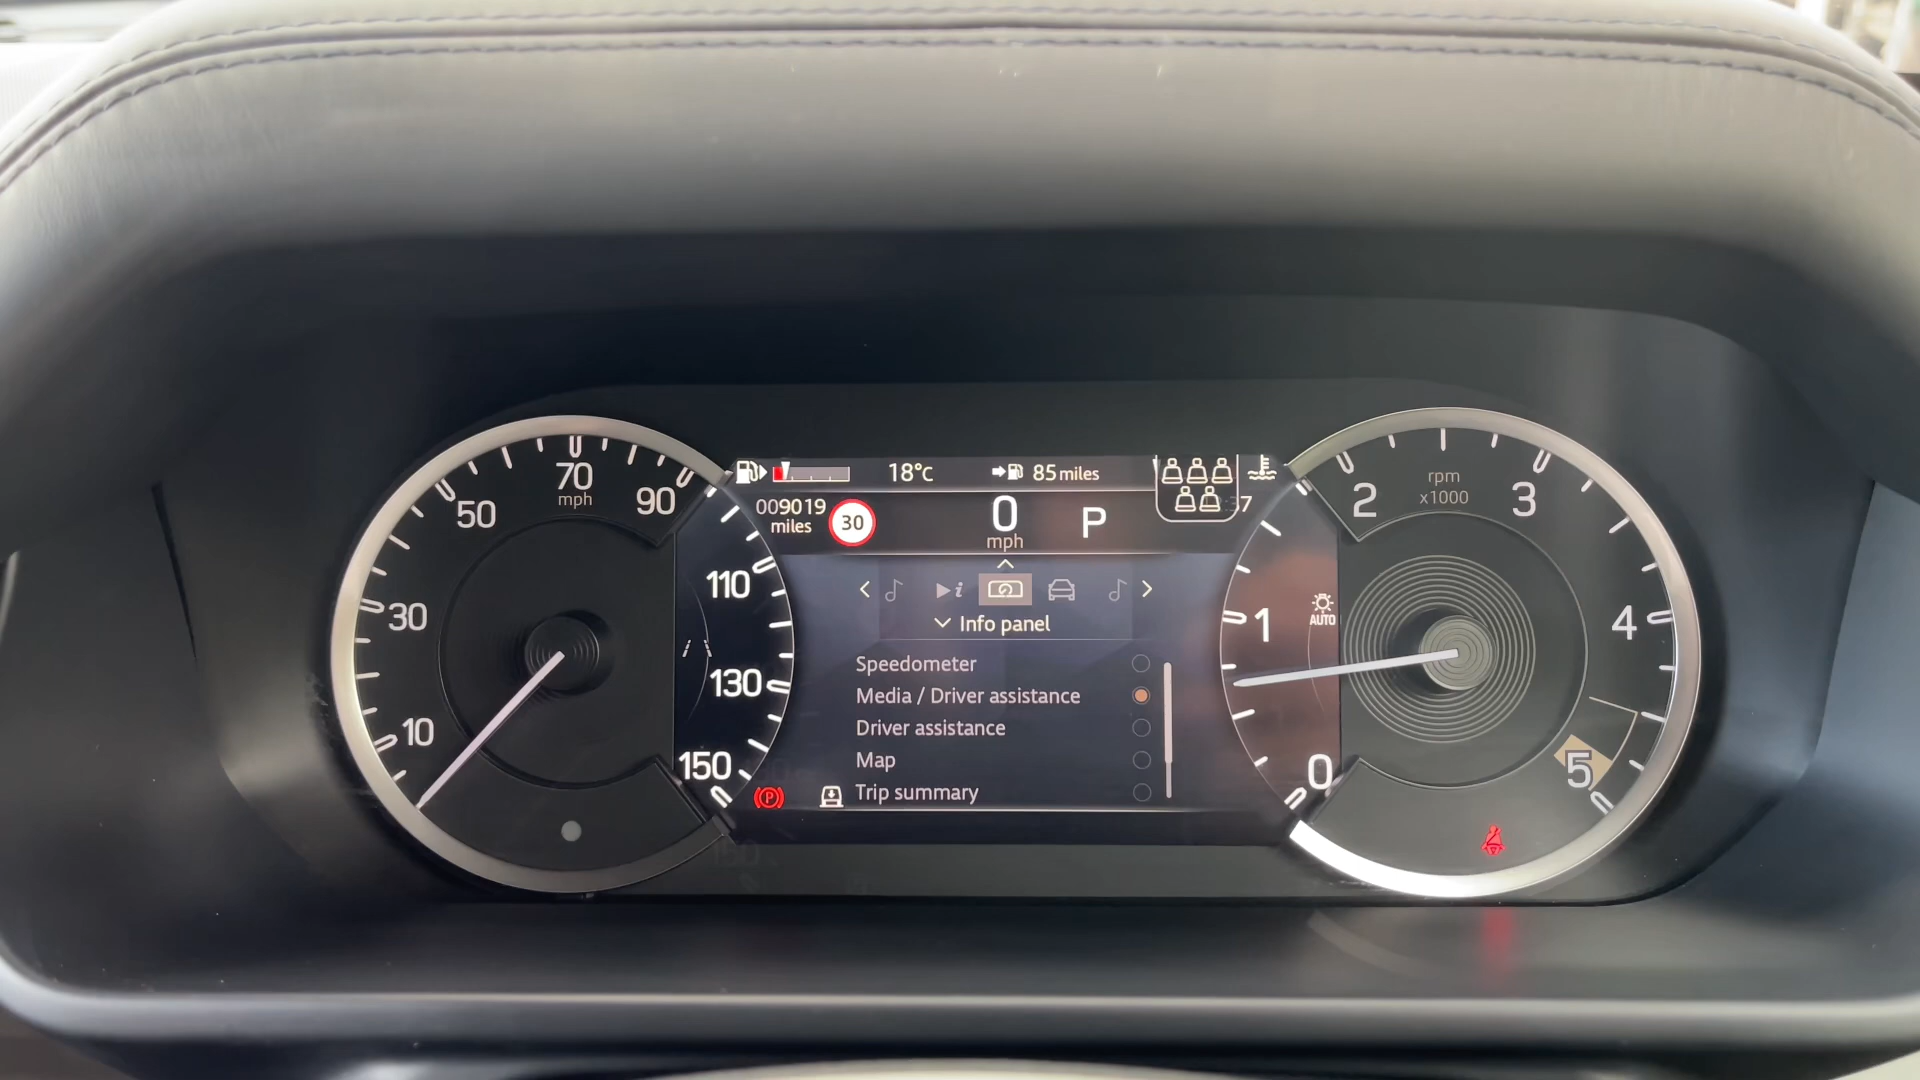 18°C
85 miles
009019
miles
30
0
mph
P
37
Info panel
Speedometer
Media / Driver assistance
Driver assistance
Map
Trip summary
10
30
50
70
mph
90
110
130
150
P
0
1
2
3
4
5
rpm
x1000
AUTO